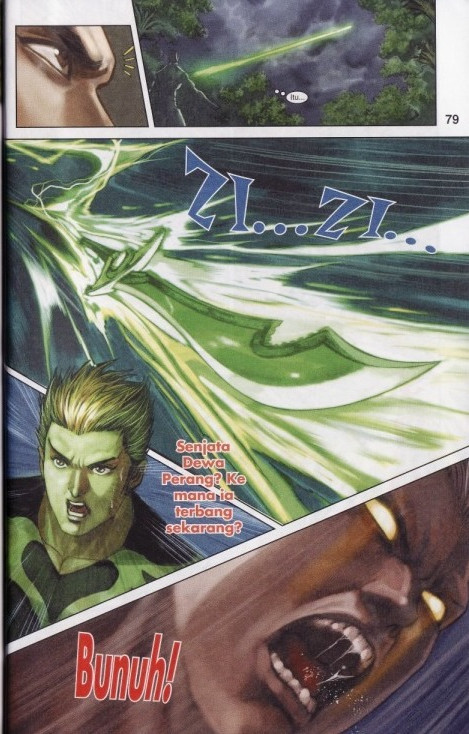 Itu...
79
ZI...ZI...
Senjata
Dewa
Perang? Ke
mana ia
terbang
sekarang?
Bunuh!